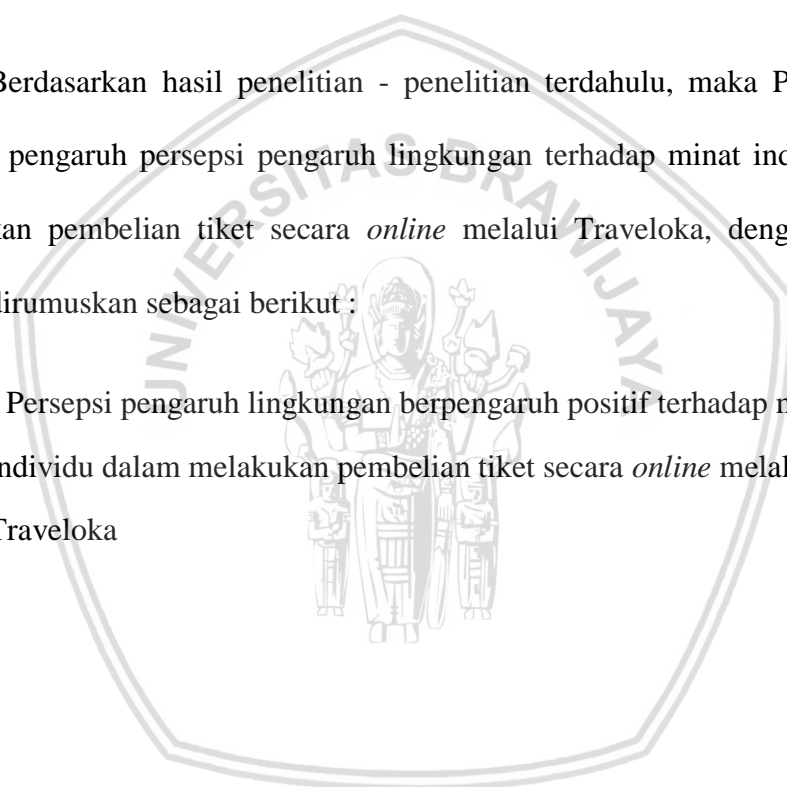 Berdasarkan hasil penelitian - penelitian terdahulu, maka P
pengaruh persepsi pengaruh lingkungan terhadap minat ind
kan pembelian tiket secara online melalui Traveloka, deng
dirumuskan sebagai berikut :
Persepsi pengaruh lingkungan berpengaruh positif terhadap m
individu dalam melakukan pembelian tiket secara online melal
Traveloka
UNIVERSITAS BRAWIJAYA